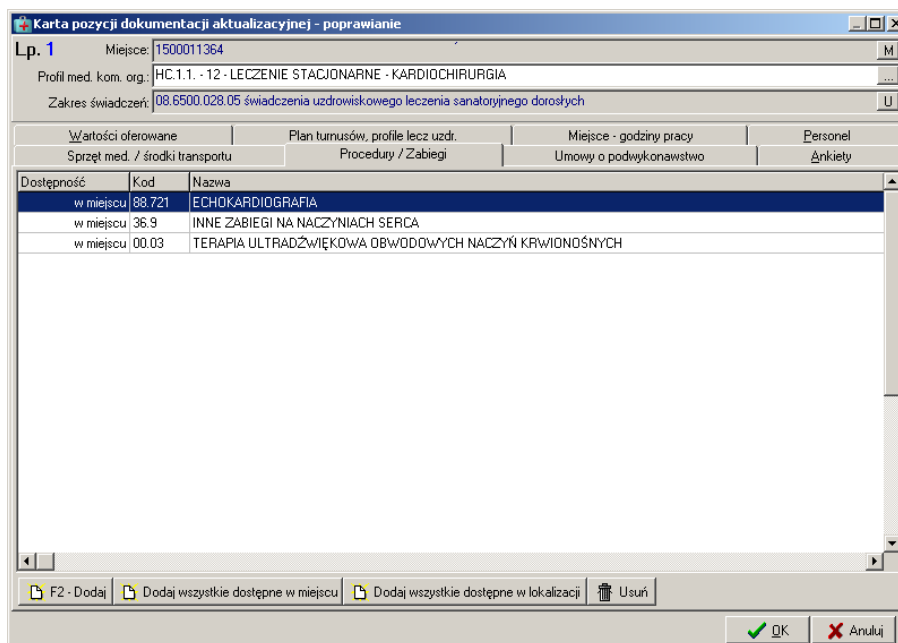 Karta pozycji dokumentacji aktualizacyjnej - poprawianie
Lp. 1 Miejsce: 1500011364 M
Profil med. kom. org.: HC.1.1. - 12 - LECZENIE STACJONARNE - KARDIOCHIRURGIA ...
Zakres świadczeń: 08.6500.028.05 świadczenia uzdrowiskowego leczenia sanatoryjnego dorosłych U
Wartości oferowane Plan turnusów, profile lecz uzdr. Miejsce - godziny pracy Personel
Sprzęt med. / środki transportu Procedury / Zabiegi Umowy o podwykonawstwo Ankiety
Dostępność Kod Nazwa
w miejscu 88.721 ECHOKARDIOGRAFIA
w miejscu 36.9 INNE ZABIEGI NA NACZYNIACH SERCA
w miejscu 00.03 TERAPIA ULTRADŹWIĘKOWA OBWODOWYCH NACZYŃ KRWIONOŚNYCH
F2 - Dodaj Dodaj wszystkie dostępne w miejscu Dodaj wszystkie dostępne w lokalizacji Usuń
OK Anuluj